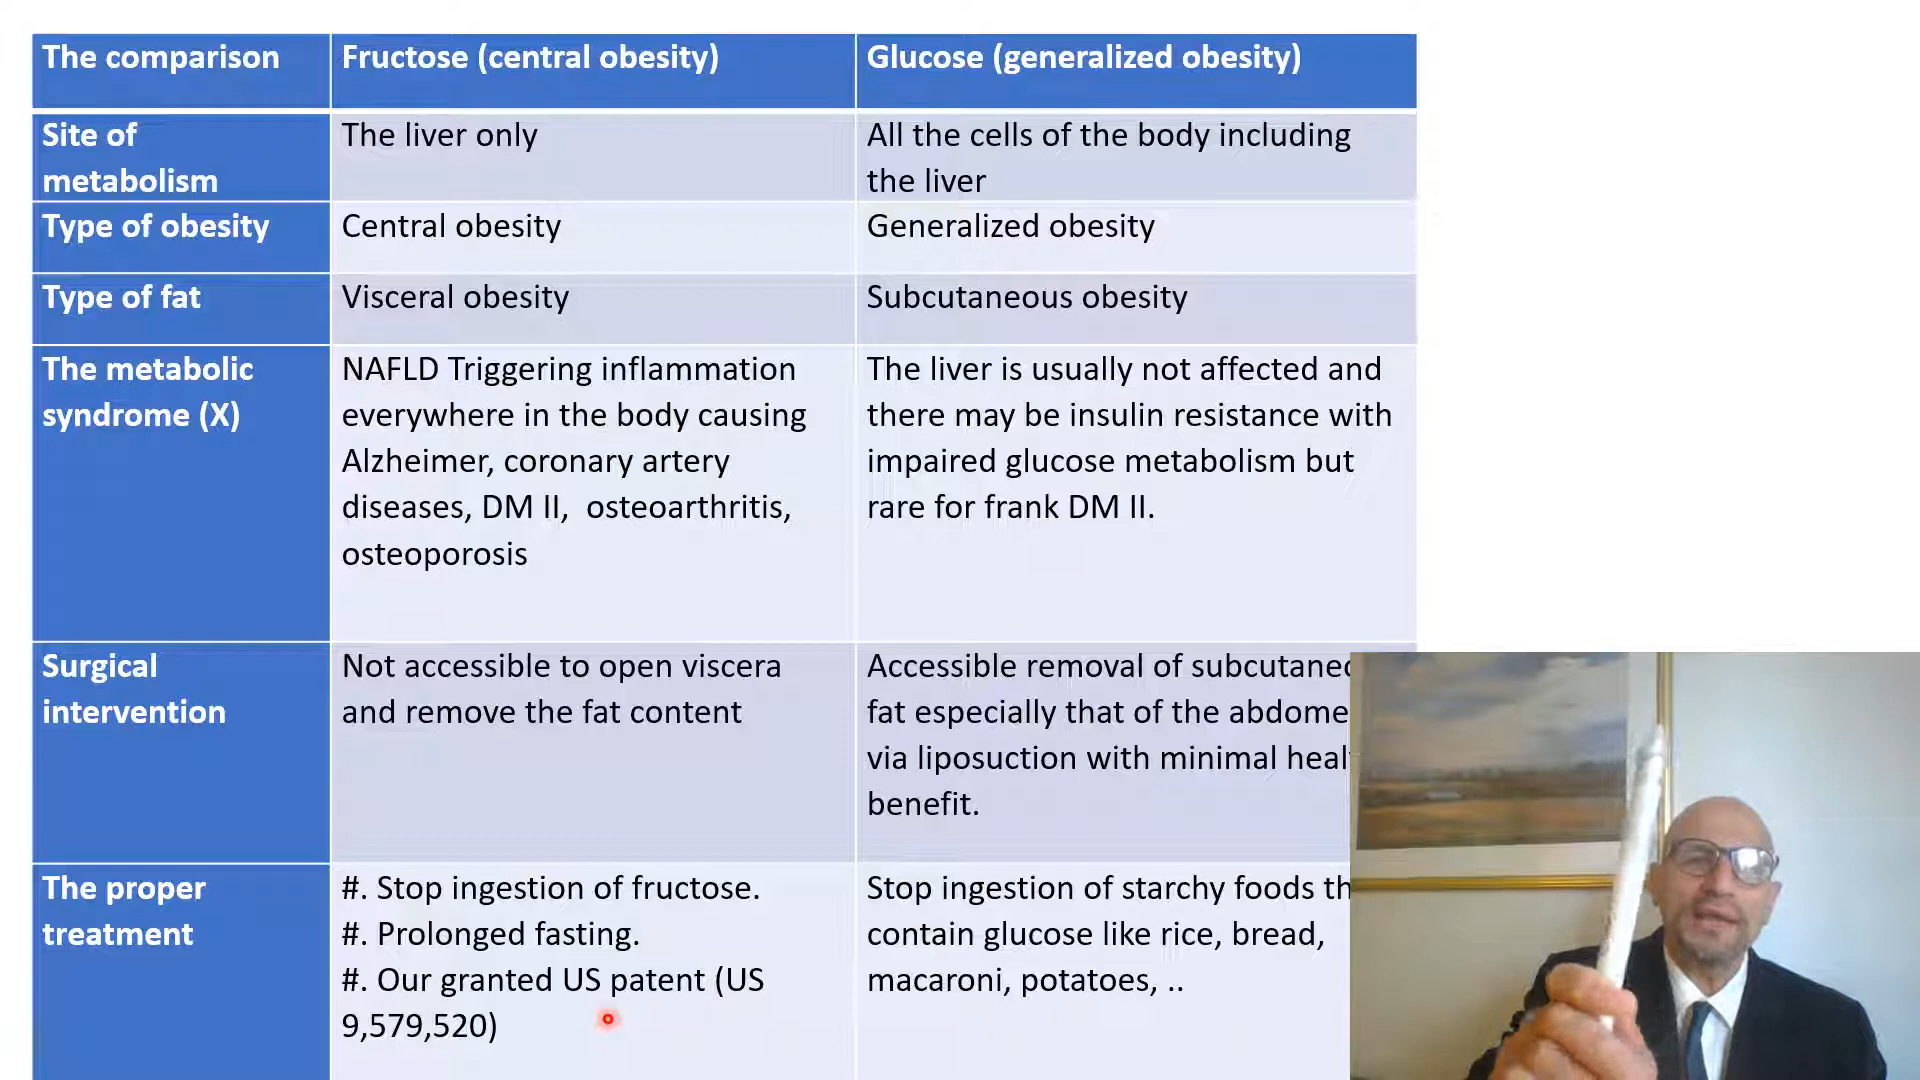 The comparison
Fructose (central obesity)
Glucose (generalized obesity)
Site of
metabolism
The liver only
All the cells of the body including
the liver
Type of obesity
Central obesity
Generalized obesity
Type of fat
Visceral obesity
Subcutaneous obesity
The metabolic
syndrome (X)
NAFLD Triggering inflammation
everywhere in the body causing
Alzheimer, coronary artery
diseases, DM II,  osteoarthritis,
osteoporosis
The liver is usually not affected and
there may be insulin resistance with
impaired glucose metabolism but
rare for frank DM II.
Surgical
intervention
Not accessible to open viscera
and remove the fat content
Accessible removal of
fat especially that of the
via liposuction with minimal
benefit.
The proper
treatment
#. Stop ingestion of fructose.
#. Prolonged fasting.
#. Our granted US patent (US
9,579,520)
Stop ingestion of starchy foods
contain glucose like rice, bread,
macaroni, potatoes, ..